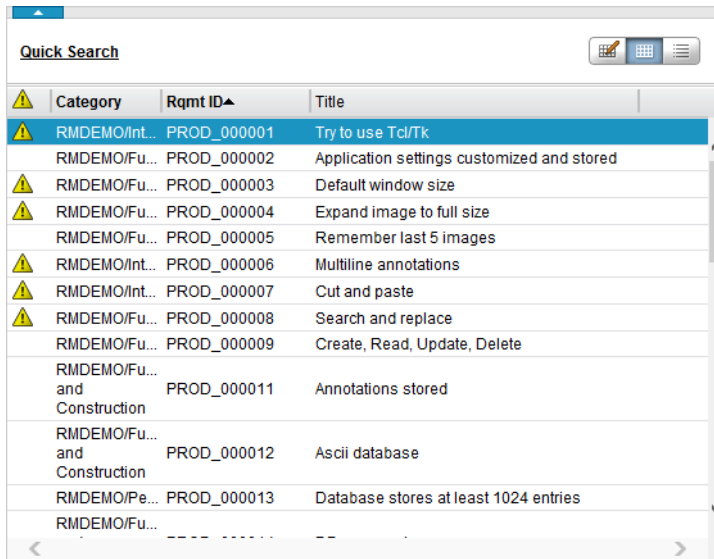 Quick Search
Category Rqmt ID Title
RMDEMO/Int... PROD_000001 Try to use Tcl/Tk
RMDEMO/Fu... PROD_000002 Application settings customized and stored
RMDEMO/Fu... PROD_000003 Default window size
RMDEMO/Fu... PROD_000004 Expand image to full size
RMDEMO/Fu... PROD_000005 Remember last 5 images
RMDEMO/Int... PROD_000006 Multiline annotations
RMDEMO/Int... PROD_000007 Cut and paste
RMDEMO/Fu... PROD_000008 Search and replace
RMDEMO/Fu... PROD_000009 Create, Read, Update, Delete
RMDEMO/Fu...
and PROD_000011 Annotations stored
Construction
RMDEMO/Fu...
and PROD_000012 Ascii database
Construction
RMDEMO/Pe... PROD_000013 Database stores at least 1024 entries
RMDEMO/Fu...